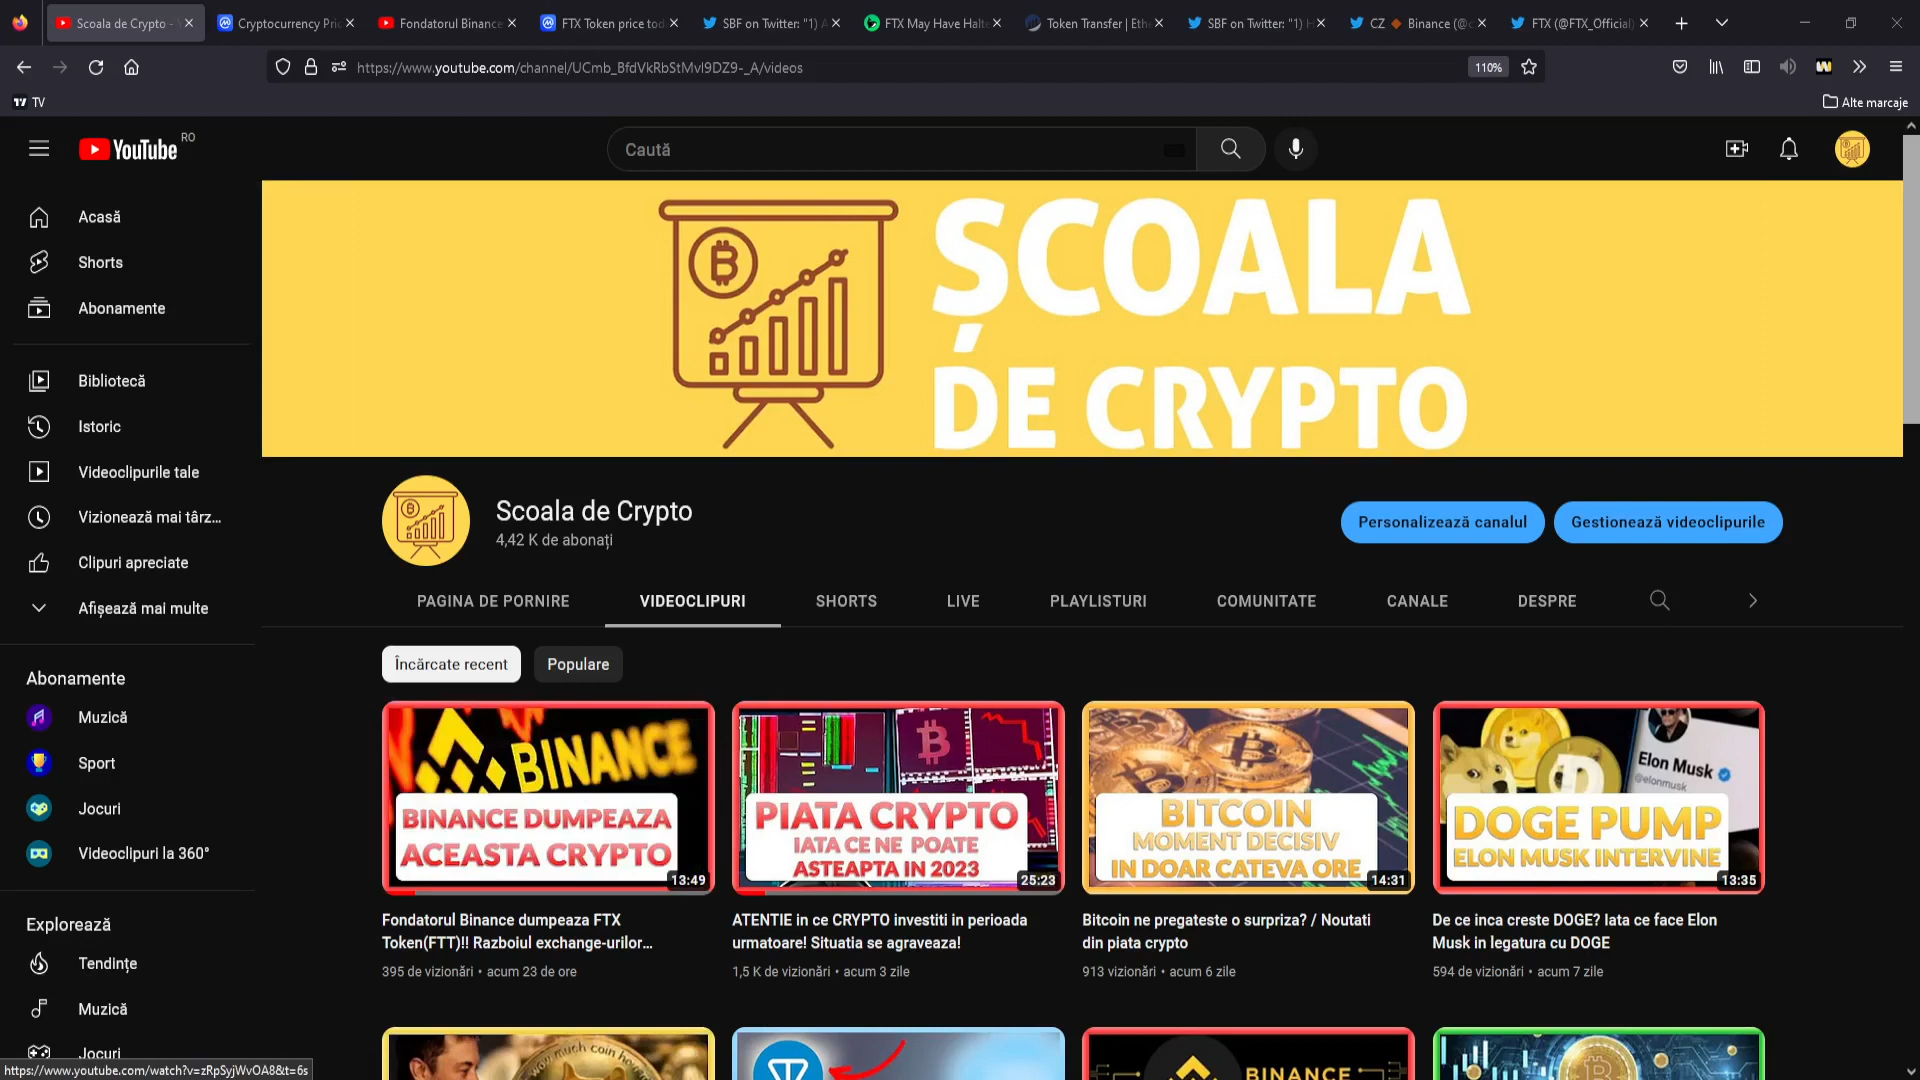 Scoala de Crypto - Y
Cryptocurrency Pri
Fondatorul Binance
FTX Token price tod
SBF on Twitter: "1) A
FTX May Have Halte
Token Transfer | Eth
SBF on Twitter: "1) H
CZ Binance (@c
FTX (@FTX_Official)
https://www.youtube.com/channel/UCmb_BfdVkRbStMvl9DZ9-_A/videos
110%
TV
Alte marcaje
YouTube RO
Caută
Acasă
Shorts
Abonamente
Bibliotecă
Istoric
Videoclipurile tale
Vizionează mai târz...
Clipuri apreciate
Afișează mai multe
Abonamente
Muzică
Sport
Jocuri
Videoclipuri la 360°
Explorează
Tendințe
Muzică
Jocuri
https://www.youtube.com/watch?v=zRpSyjWvOA8&t=6s
ȘCOALA
DE CRYPTO
Scoala de Crypto
4,42 K de abonați
Personalizează canalul
Gestionează videoclipurile
PAGINA DE PORNIRE
VIDEOCLIPURI
SHORTS
LIVE
PLAYLISTURI
COMUNITATE
CANALE
DESPRE
Încărcate recent
Populare
BINANCE
BINANCE DUMPEAZA
ACEASTA CRYPTO
13:49
Fondatorul Binance dumpeaza FTX
Token(FTT)!! Razboiul exchange-urilor...
395 de vizionări • acum 23 de ore
PIATA CRYPTO
IATA CE NE POATE
ASTEAPTA IN 2023
25:23
ATENTIE in ce CRYPTO investiti in perioada
urmatoare! Situatia se agraveaza!
1,5 K de vizionări • acum 3 zile
BITCOIN
MOMENT DECISIV
IN DOAR CATEVA ORE
14:31
Bitcoin ne pregateste o surpriza? / Noutati
din piata crypto
913 vizionări • acum 6 zile
Elon Musk
@elonmusk
DOGE PUMP
ELON MUSK INTERVINE
13:35
De ce inca creste DOGE? Iata ce face Elon
Musk in legatura cu DOGE
594 de vizionări • acum 7 zile
BINANCE